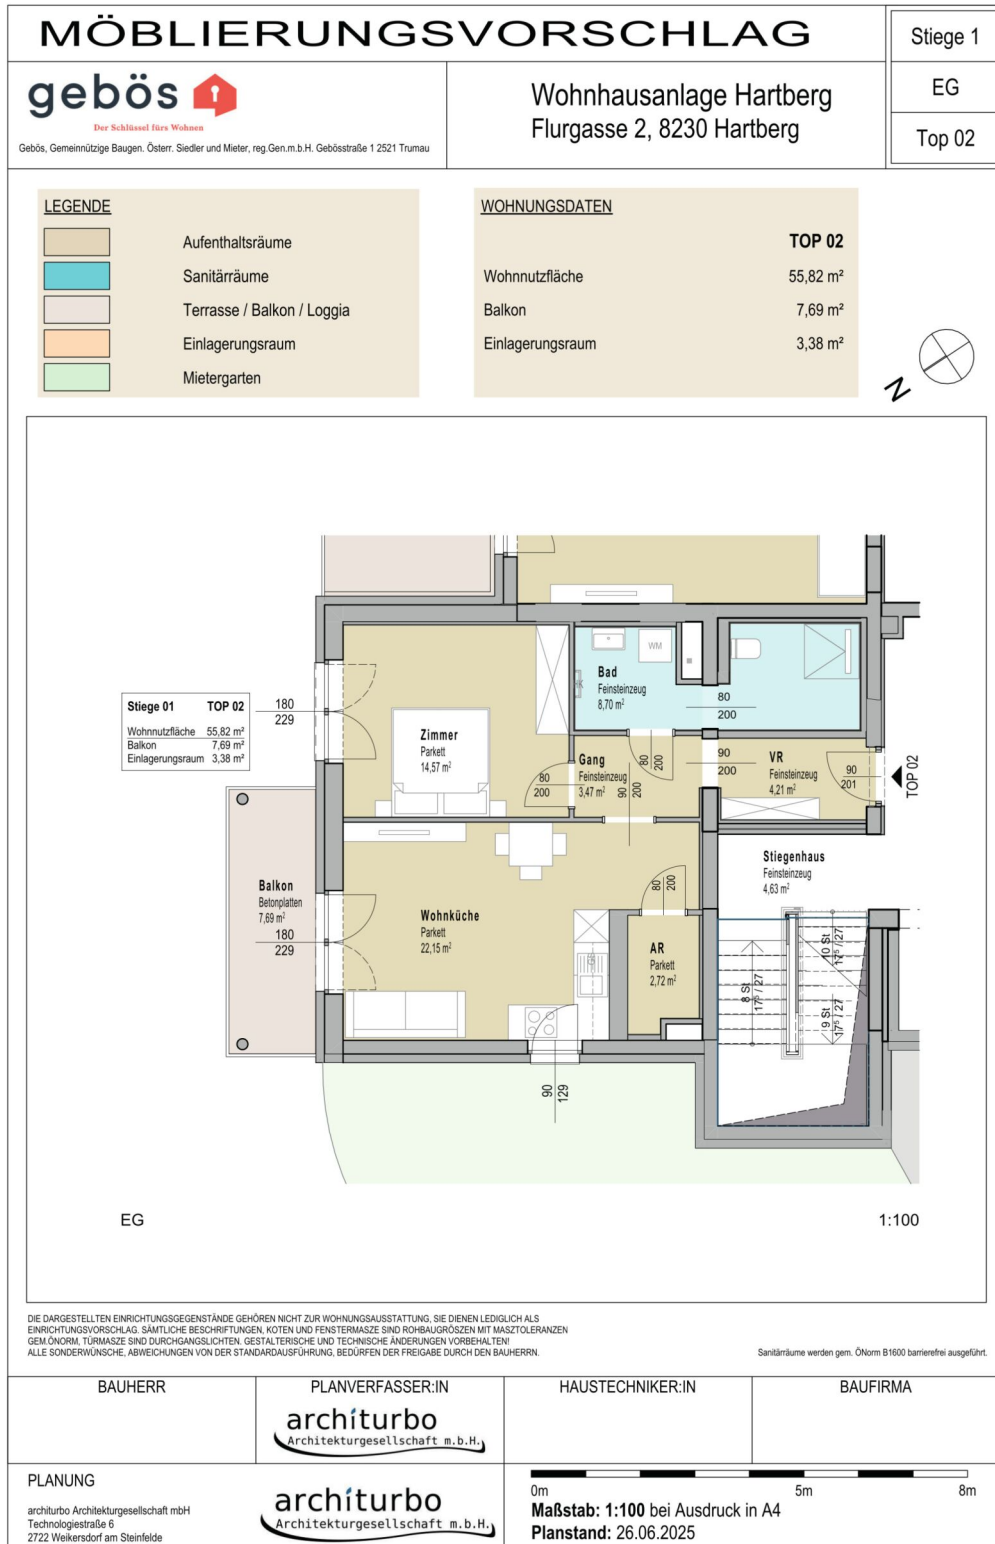 MÖBLIERUNGSVORSCHLAG
Stiege 1
EG
Top 02
gebös
Der Schlüssel fürs Wohnen
Gebös, Gemeinnützige Baugen. Österr. Siedler und Mieter, reg.Gen.m.b.H. Gebösstraße 1 2521 Trumau
Wohnhausanlage Hartberg
Flurgasse 2, 8230 Hartberg
LEGENDE
Aufenthaltsräume
Sanitärräume
Terrasse / Balkon / Loggia
Einlagerungsraum
Mietergarten
WOHNUNGSDATEN
TOP 02
Wohnnutzfläche 55,82 m²
Balkon 7,69 m²
Einlagerungsraum 3,38 m²
N
Stiege 01 TOP 02
Wohnnutzfläche 55,82 m²
Balkon 7,69 m²
Einlagerungsraum 3,38 m²
180
229
Zimmer
Parkett
14,57 m²
Bad
Feinsteinzeug
8,70 m²
WM
80
200
Gang
Feinsteinzeug
3,47 m²
80
200
80
200
90
200
90
200
VR
Feinsteinzeug
4,21 m²
90
201
TOP 02
Balkon
Betonplatten
7,69 m²
180
229
Wohnküche
Parkett
22,15 m²
80
200
AR
Parkett
2,72 m²
GS
Stiegenhaus
Feinsteinzeug
4,63 m²
8 St
17⁵ / 27
10 St
17⁵ / 27
9 St
17⁵ / 27
90
129
EG
1:100
DIE DARGESTELLTEN EINRICHTUNGSGEGENSTÄNDE GEHÖREN NICHT ZUR WOHNUNGSAUSSTATTUNG, SIE DIENEN LEDIGLICH ALS
EINRICHTUNGSVORSCHLAG. SÄMTLICHE BESCHRIFTUNGEN, KOTEN UND FENSTERMASZE SIND ROHBAUGRÖSZEN MIT MASZTOLERANZEN
GEM.ÖNORM, TÜRMASZE SIND DURCHGANGSLICHTEN. GESTALTERISCHE UND TECHNISCHE ÄNDERUNGEN VORBEHALTEN!
ALLE SONDERWÜNSCHE, ABWEICHUNGEN VON DER STANDARDAUSFÜHRUNG, BEDÜRFEN DER FREIGABE DURCH DEN BAUHERRN.
Sanitärräume werden gem. ÖNorm B1600 barrierefrei ausgeführt.
BAUHERR
PLANVERFASSER:IN
architurbo
Architekturgesellschaft m.b.H.
HAUSTECHNIKER:IN
BAUFIRMA
PLANUNG
architurbo Architekturgesellschaft mbH
Technologiestraße 6
2722 Weikersdorf am Steinfelde
architurbo
Architekturgesellschaft m.b.H.
0m 5m 8m
Maßstab: 1:100 bei Ausdruck in A4
Planstand: 26.06.2025